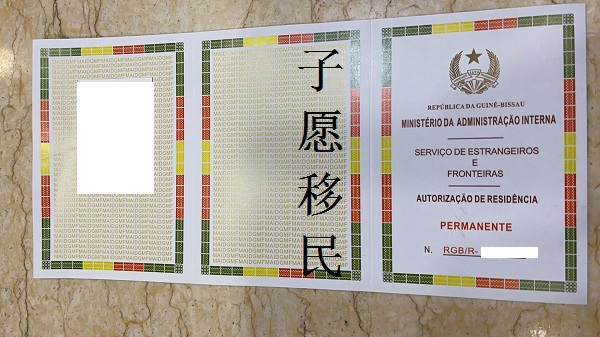 子愿移民
REPÚBLICA DA GUINÉ-BISSAU
MINISTÉRIO DA ADMINISTRAÇÃO INTERNA
SERVIÇO DE ESTRANGEIROS
E
FRONTEIRAS
AUTORIZAÇÃO DE RESIDÊNCIA
PERMANENTE
N. RGB/R-